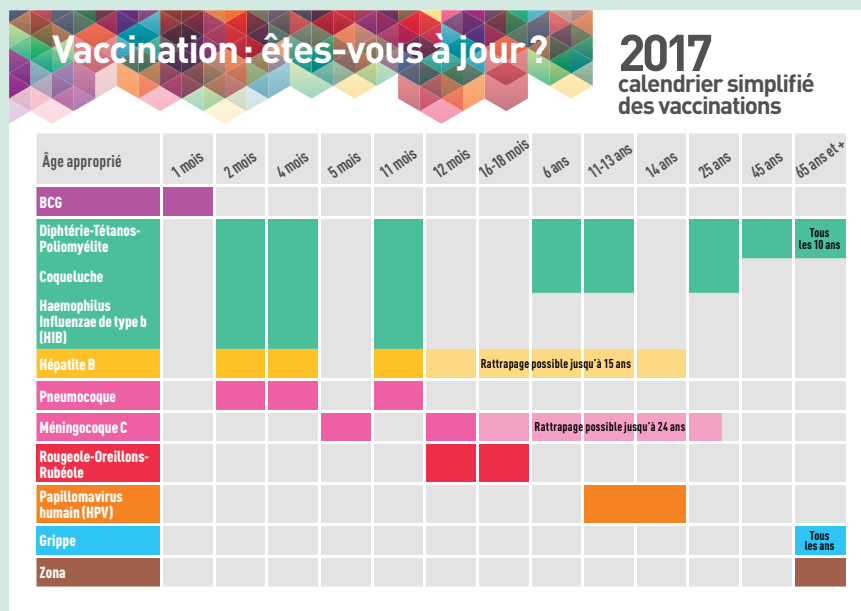 Vaccination : êtes-vous à jour ?
2017
calendrier simplifié
des vaccinations
Âge approprié
1 mois
2 mois
4 mois
5 mois
11 mois
12 mois
16-18 mois
6 ans
11-13 ans
14 ans
25 ans
45 ans
65 ans et +
BCG
Diphtérie-Tétanos-
Poliomyélite
Tous
les 10 ans
Coqueluche
Haemophilus
Influenzae de type b
(HIB)
Hépatite B
Rattrapage possible jusqu'à 15 ans
Pneumocoque
Méningocoque C
Rattrapage possible jusqu'à 24 ans
Rougeole-Oreillons-
Rubéole
Papillomavirus
humain (HPV)
Grippe
Tous
les ans
Zona